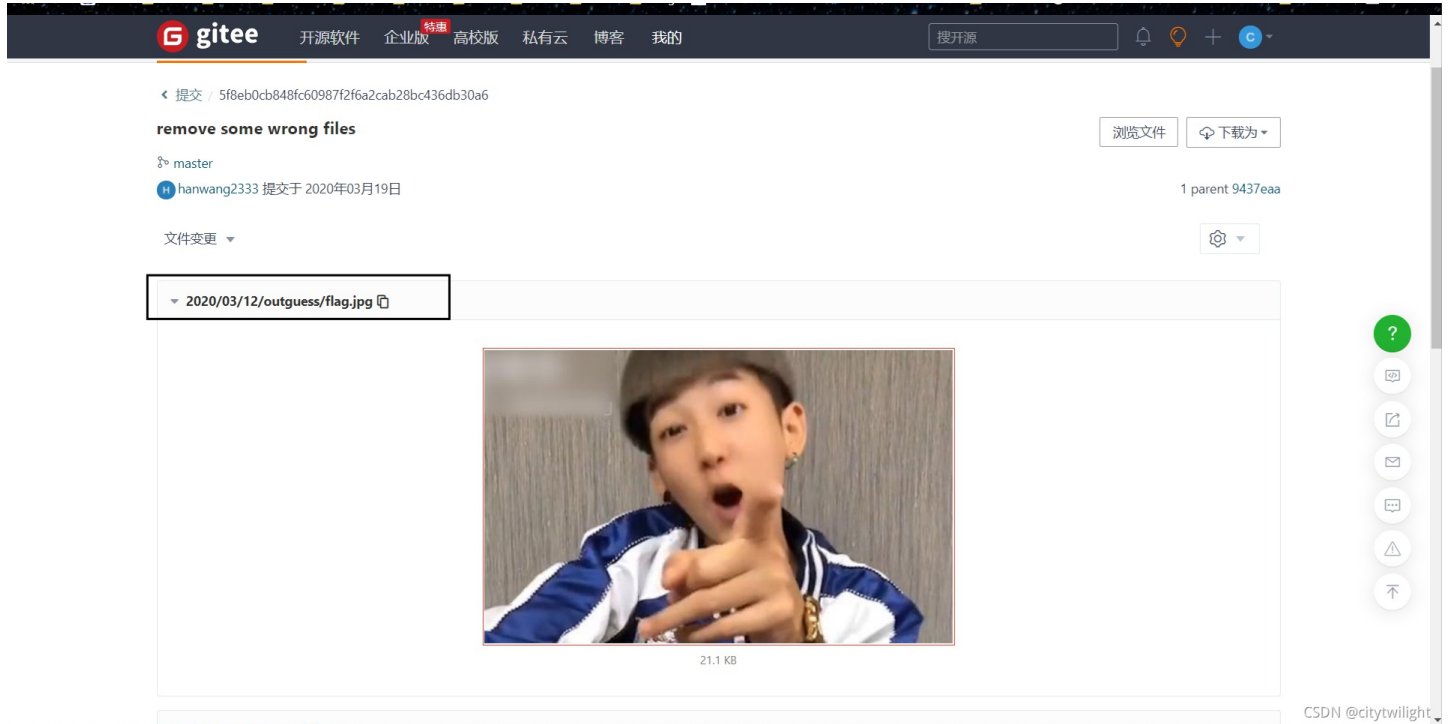 gitee 开源软件 企业版 特惠 高校版 私有云 博客 我的 搜开源 C
提交 / 5f8eb0cb848fc60987f2f6a2cab28bc436db30a6
remove some wrong files 浏览文件 下载为
master
H hanwang2333 提交于 2020年03月19日 1 parent 9437eaa
文件变更
2020/03/12/outguess/flag.jpg
?
21.1 KB
CSDN @citytwilight